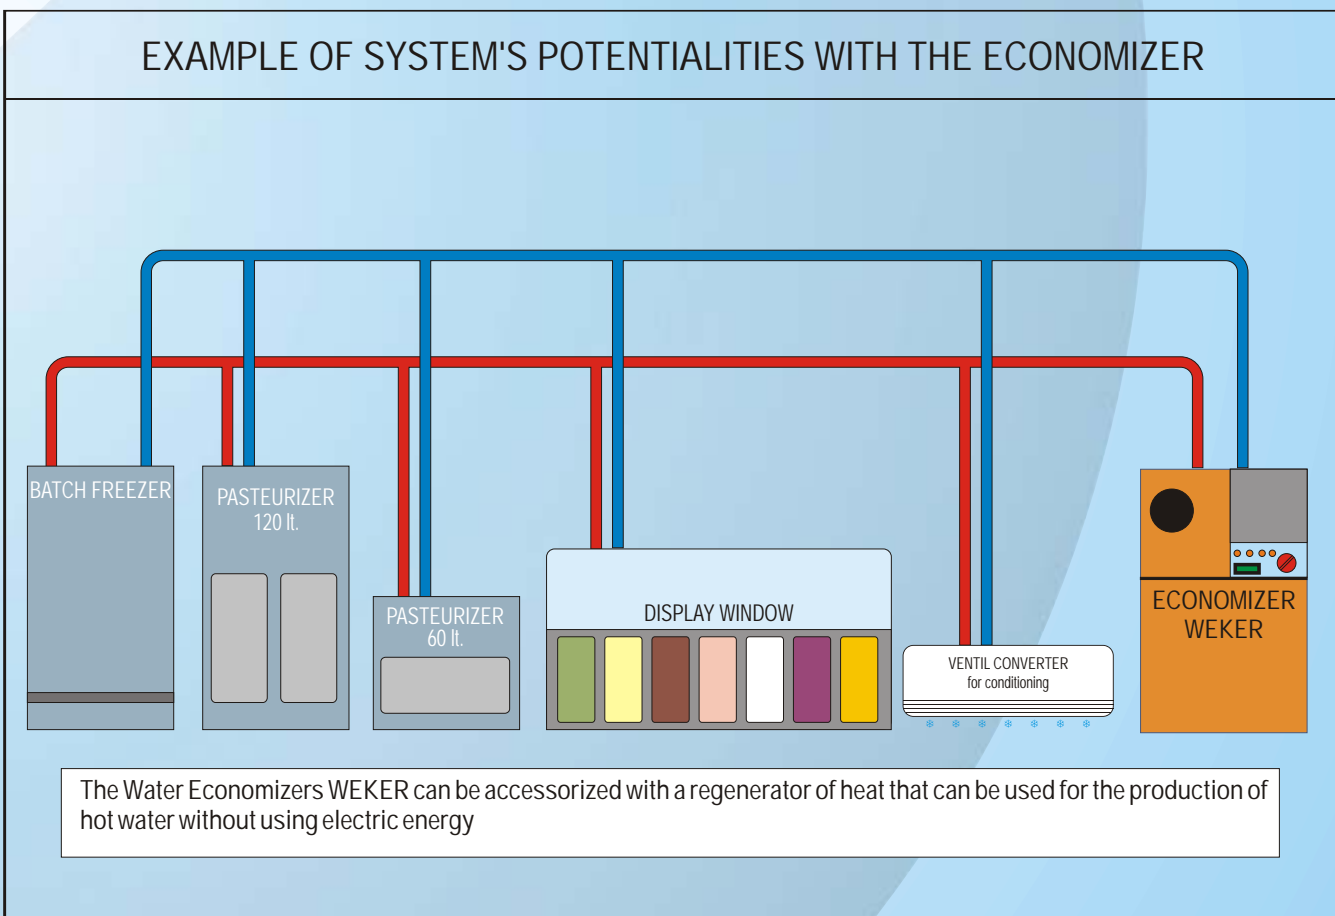 EXAMPLE OF SYSTEM'S POTENTIALITIES WITH THE ECONOMIZER
BATCH FREEZER
PASTEURIZER
120 lt.
PASTEURIZER
60 lt.
DISPLAY WINDOW
VENTIL CONVERTER
for conditioning
ECONOMIZER
WEKER
The Water Economizers WEKER can be accessorized with a regenerator of heat that can be used for the production of
hot water without using electric energy